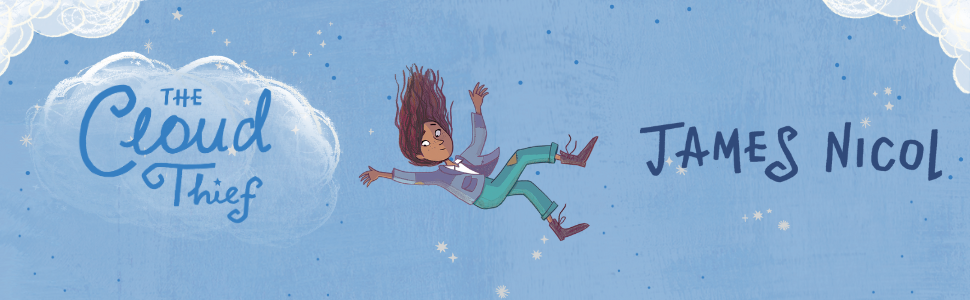 THE
Cloud
Thief
JAMES NICOL